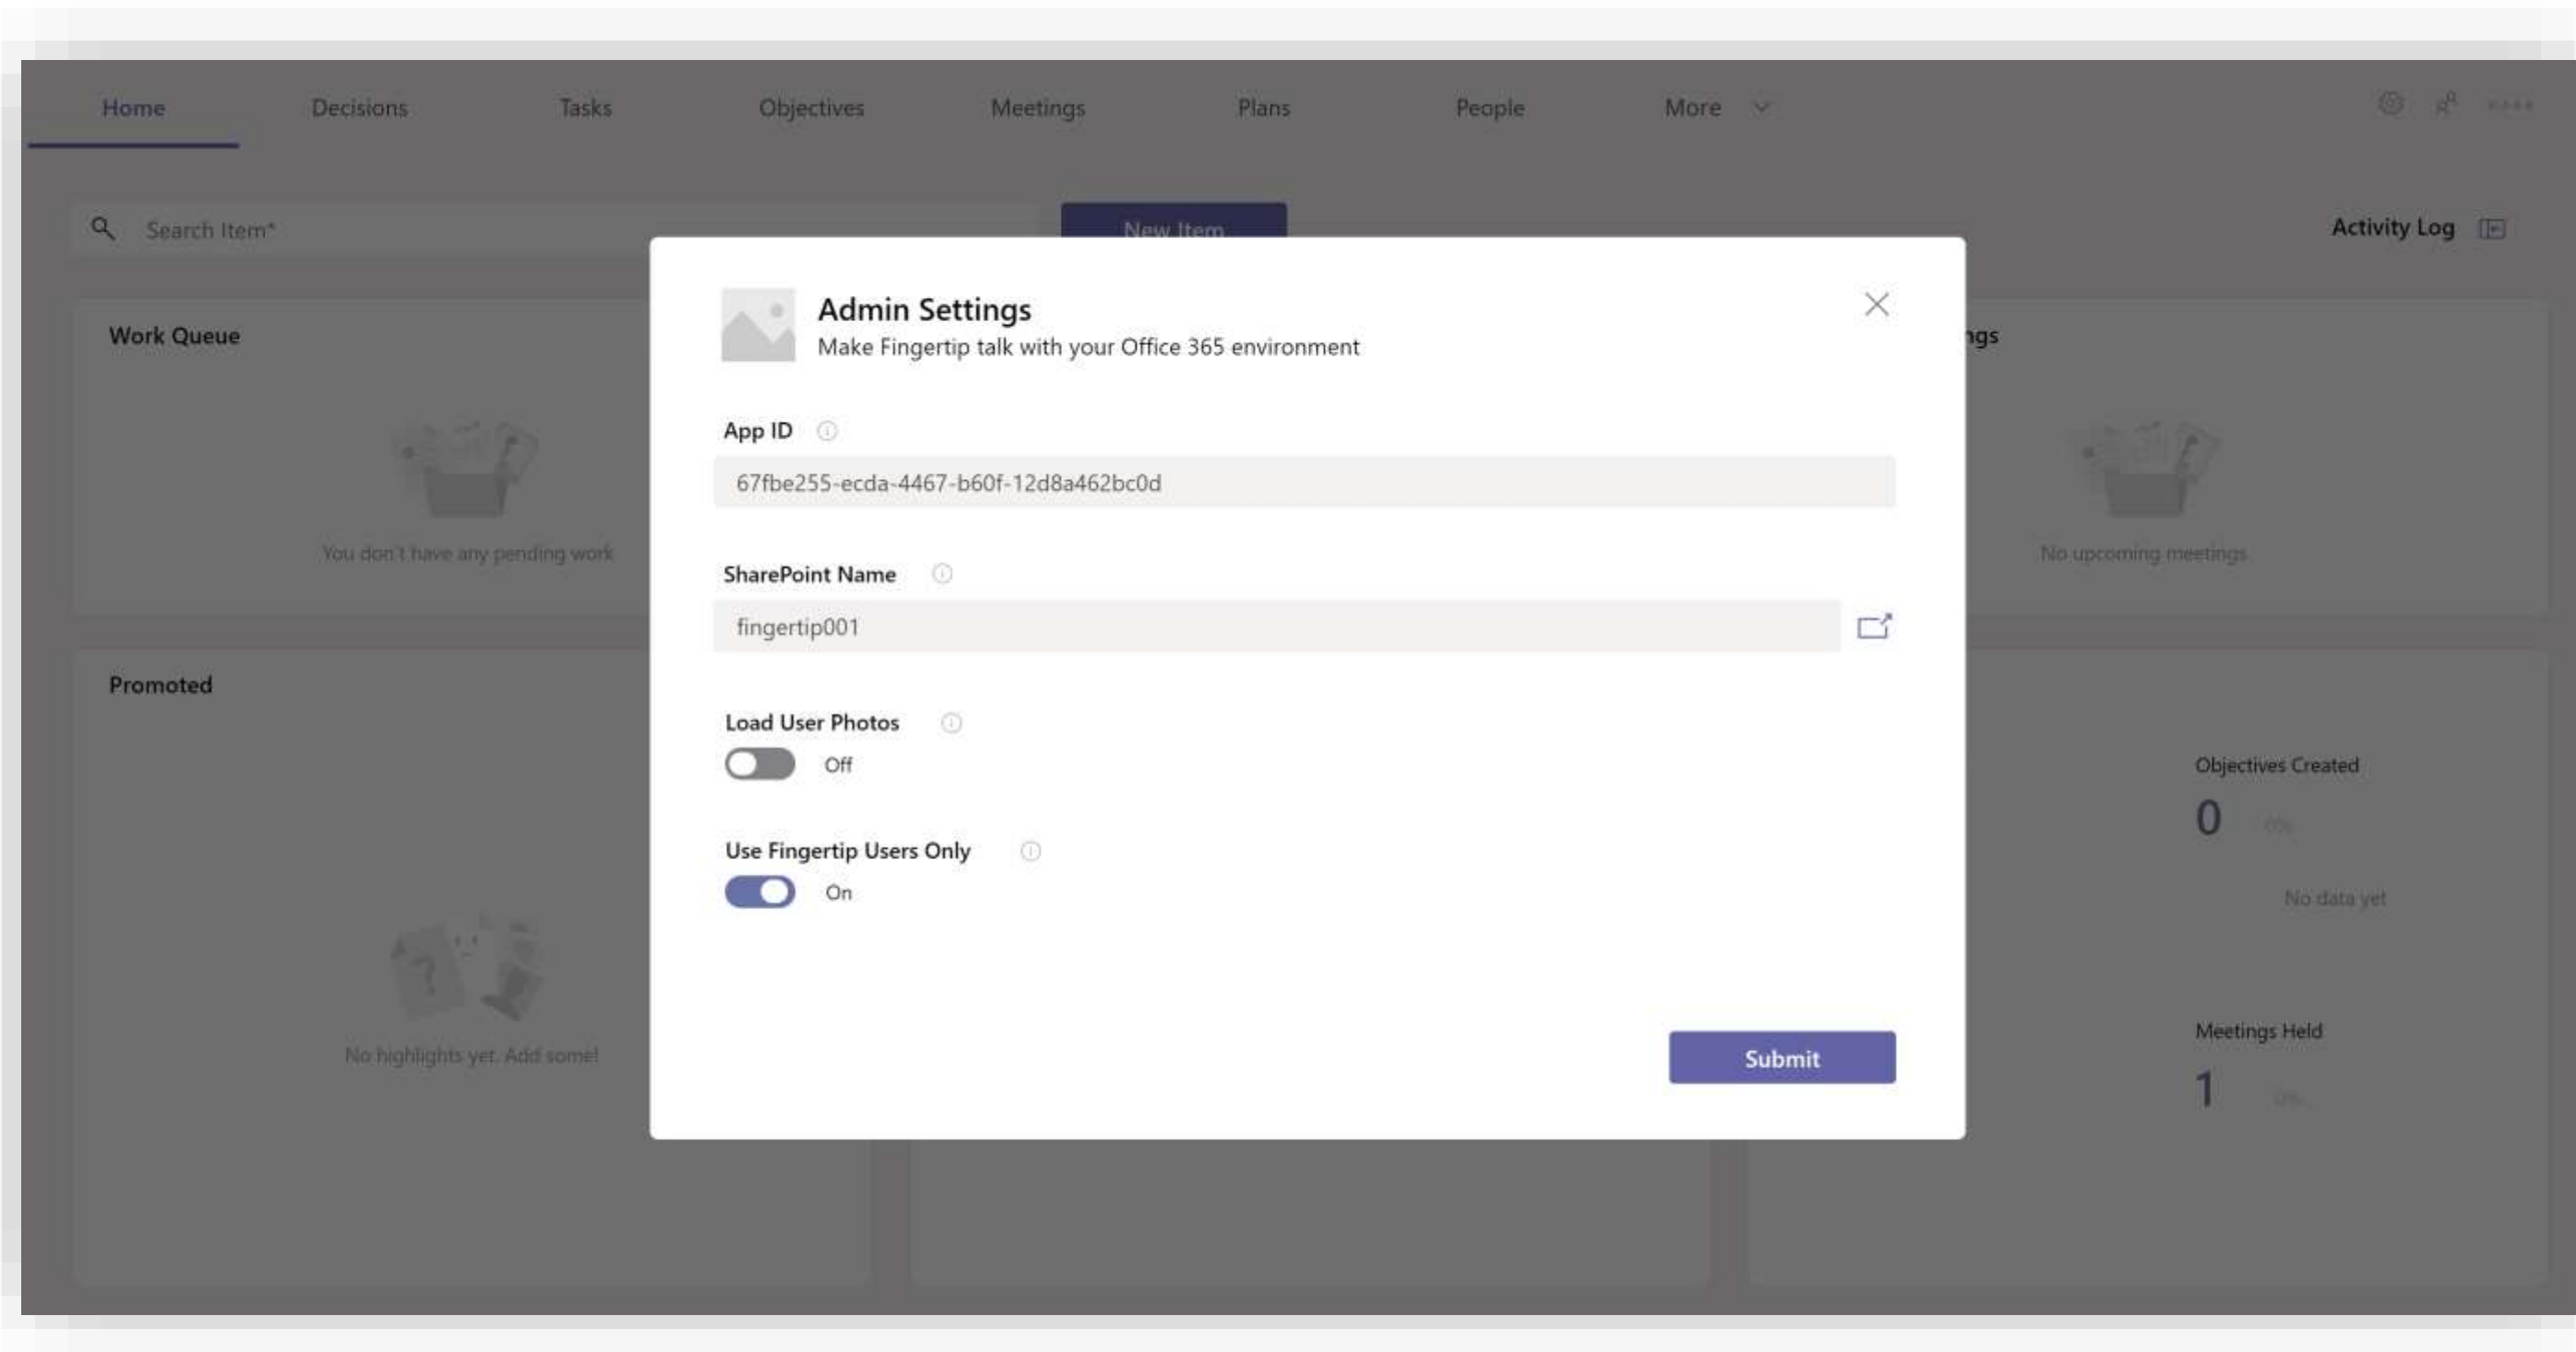 Home Decisions Tasks Objectives Meetings Plans People More
Search Item*
New Item
Activity Log
Admin Settings
Make Fingertip talk with your Office 365 environment
Work Queue
ngs
App ID
67fbe255-ecda-4467-b60f-12d8a462bc0d
You don't have any pending work
No upcoming meetings
SharePoint Name
fingertip001
Promoted
Load User Photos
Off
Objectives Created
0 0%
Use Fingertip Users Only
On
No data yet
No highlights yet. Add some!
Meetings Held
Submit
1 0%